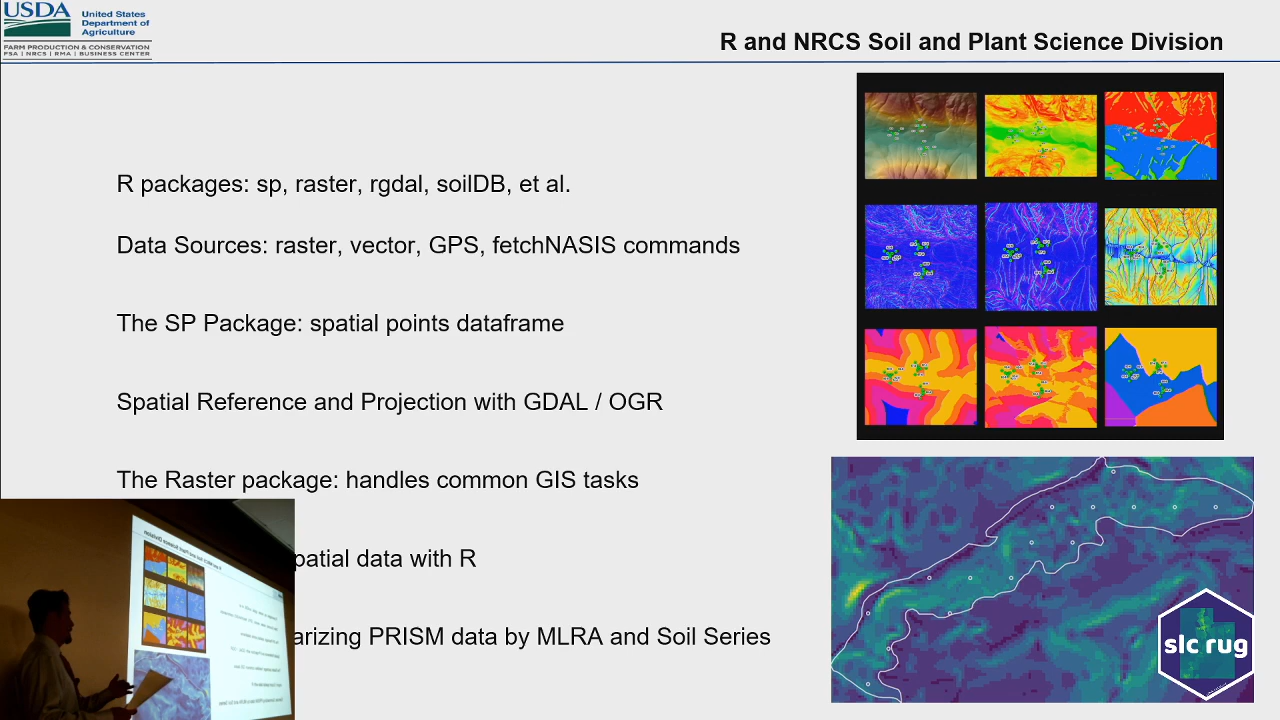 USDA
United States
Department of
Agriculture
FARM PRODUCTION & CONSERVATION
FSA | NRCS | RMA | BUSINESS CENTER
R and NRCS Soil and Plant Science Division
R packages: sp, raster, rgdal, soilDB, et al.
Data Sources: raster, vector, GPS, fetchNASIS commands
The SP Package: spatial points dataframe
Spatial Reference and Projection with GDAL / OGR
The Raster package: handles common GIS tasks
patial data with R
arizing PRISM data by MLRA and Soil Series
slc rug